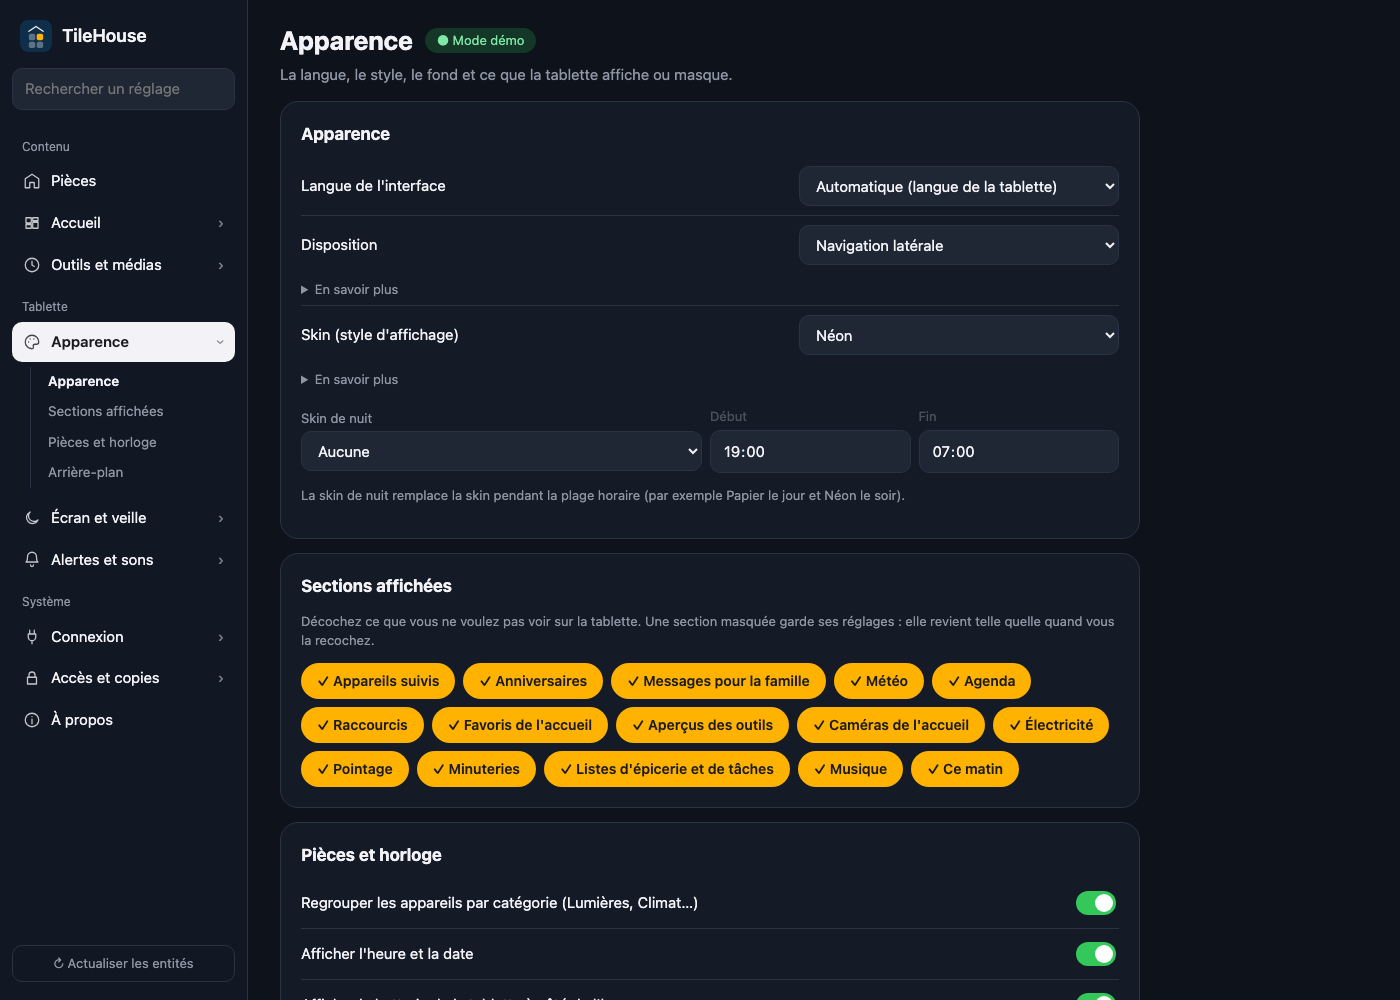 TileHouse
Rechercher un réglage
Contenu
Pièces
Accueil
Outils et médias
Tablette
Apparence
Apparence
Sections affichées
Pièces et horloge
Arrière-plan
Écran et veille
Alertes et sons
Système
Connexion
Accès et copies
À propos
Actualiser les entités
Apparence
Mode démo
La langue, le style, le fond et ce que la tablette affiche ou masque.
Apparence
Langue de l'interface
Automatique (langue de la tablette)
Disposition
Navigation latérale
En savoir plus
Skin (style d'affichage)
Néon
En savoir plus
Skin de nuit
Début
Fin
Aucune
19:00
07:00
La skin de nuit remplace la skin pendant la plage horaire (par exemple Papier le jour et Néon le soir).
Sections affichées
Décochez ce que vous ne voulez pas voir sur la tablette. Une section masquée garde ses réglages : elle revient telle quelle quand vous
la recochez.
✓ Appareils suivis ✓ Anniversaires ✓ Messages pour la famille ✓ Météo ✓ Agenda
✓ Raccourcis ✓ Favoris de l'accueil ✓ Aperçus des outils ✓ Caméras de l'accueil ✓ Électricité
✓ Pointage ✓ Minuteries ✓ Listes d'épicerie et de tâches ✓ Musique ✓ Ce matin
Pièces et horloge
Regrouper les appareils par catégorie (Lumières, Climat...)
Afficher l'heure et la date